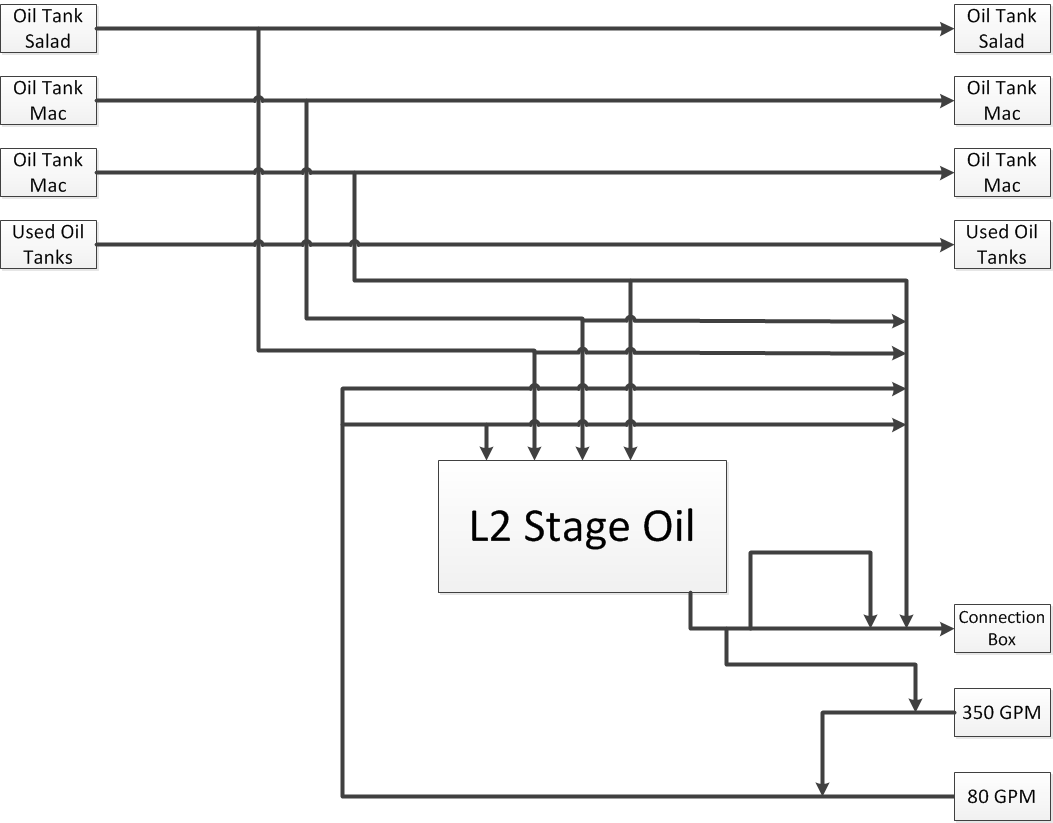 Oil Tank
Salad
Oil Tank
Salad
Oil Tank
Mac
Oil Tank
Mac
Oil Tank
Mac
Oil Tank
Mac
Used Oil
Tanks
Used Oil
Tanks
L2 Stage Oil
Connection
Box
350 GPM
80 GPM